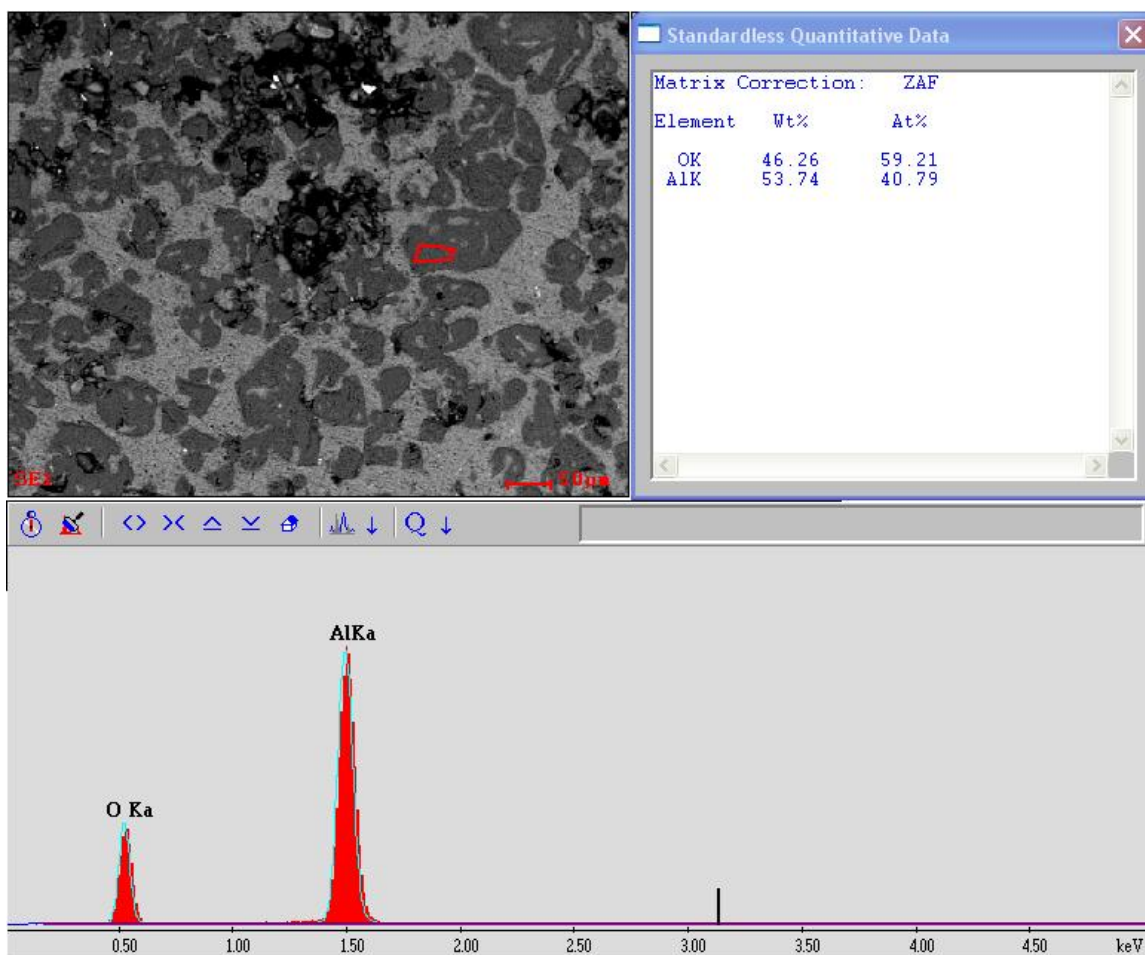 Standardless Quantitative Data
Matrix Correction: ZAF
Element Wt% At%
OK 46.26 59.21
AlK 53.74 40.79
50µm
Q
AlKa
O Ka
0.50 1.00 1.50 2.00 2.50 3.00 3.50 4.00 4.50 keV